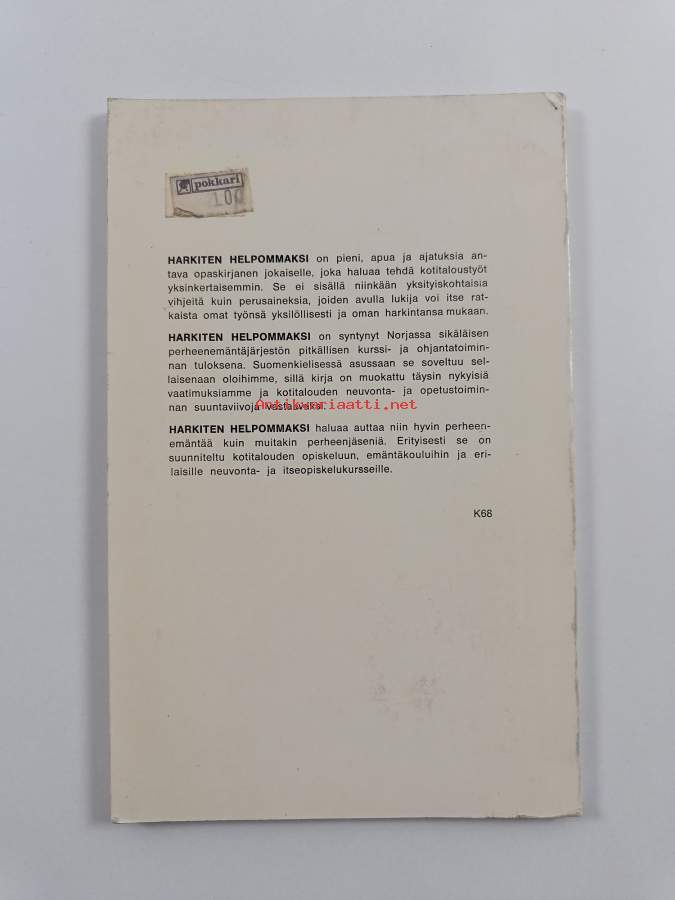 pokkari
100
HARKITEN HELPOMMAKSI on pieni, apua ja ajatuksia an-
tava opaskirjanen jokaiselle, joka haluaa tehdä kotitaloustyöt
yksinkertaisemmin. Se ei sisällä niinkään yksityiskohtaisia
vihjeitä kuin perusaineksia, joiden avulla lukija voi itse rat-
kaista omat työnsä yksilöllisesti ja oman harkintansa mukaan.
HARKITEN HELPOMMAKSI on syntynyt Norjassa sikäläisen
perheenemäntäjärjestön pitkällisen kurssi- ja ohjantatoimin-
nan tuloksena. Suomenkielisessä asussaan se soveltuu sel-
laisenaan oloihimme, sillä kirja on muokattu täysin nykyisiä
vaatimuksiamme ja kotitalouden neuvonta- ja opetustoimin-
nan suuntaviivoja vastaavaksi.
Antikvariaatti.net
HARKITEN HELPOMMAKSI haluaa auttaa niin hyvin perheen-
emäntää kuin muitakin perheenjäseniä. Erityisesti se on
suunniteltu kotitalouden opiskeluun, emäntäkouluihin ja eri-
laisille neuvonta- ja itseopiskelukursseille.
K68